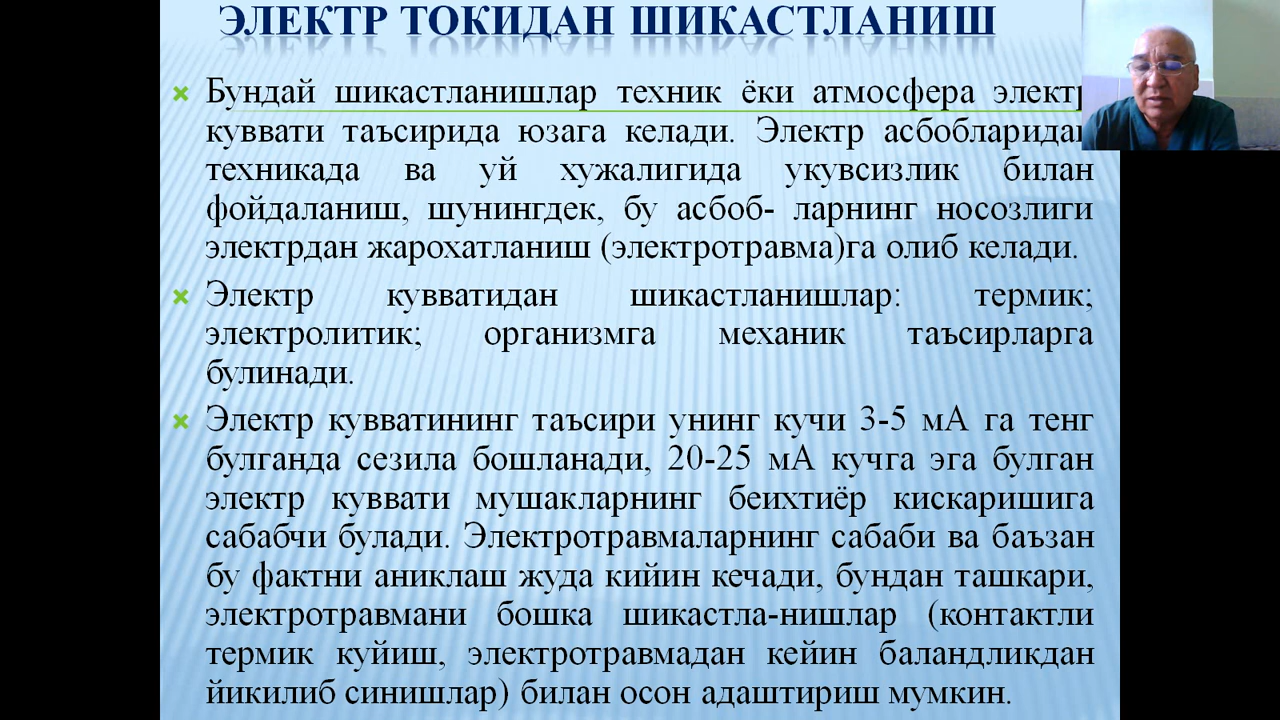 ЭЛЕКТР ТОКИДАН ШИКАСТЛАНИШ
Бундай шикастланишлар техник ёки атмосфера электр
куввати таъсирида юзага келади. Электр асбобларидан
техникада ва уй хужалигида укувсизлик билан
фойдаланиш, шунингдек, бу асбоб- ларнинг носозлиги
электрдан жарохатланиш (электротравма)га олиб келади.
Электр кувватидан шикастланишлар: термик;
электролитик; организмга механик таъсирларга
булинади.
Электр кувватининг таъсири унинг кучи 3-5 мА га тенг
булганда сезила бошланади, 20-25 мА кучга эга булган
электр куввати мушакларнинг беихтиёр кискаришига
сабабчи булади. Электротравмаларнинг сабаби ва баъзан
бу фактни аниклаш жуда кийин кечади, бундан ташкари,
электротравмани бошка шикастла-нишлар (контактли
термик куйиш, электротравмадан кейин баландликдан
йикилиб синишлар) билан осон адаштириш мумкин.